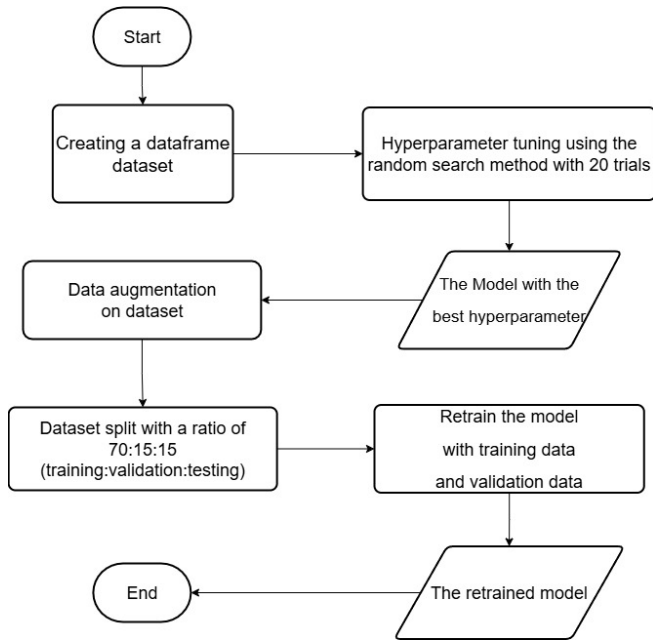 Start
Creating a dataframe
dataset
Hyperparameter tuning using the
random search method with 20 trials
The Model with the
best hyperparameter
Data augmentation
on dataset
Dataset split with a ratio of
70:15:15
(training:validation:testing)
Retrain the model
with training data
and validation data
The retrained model
End